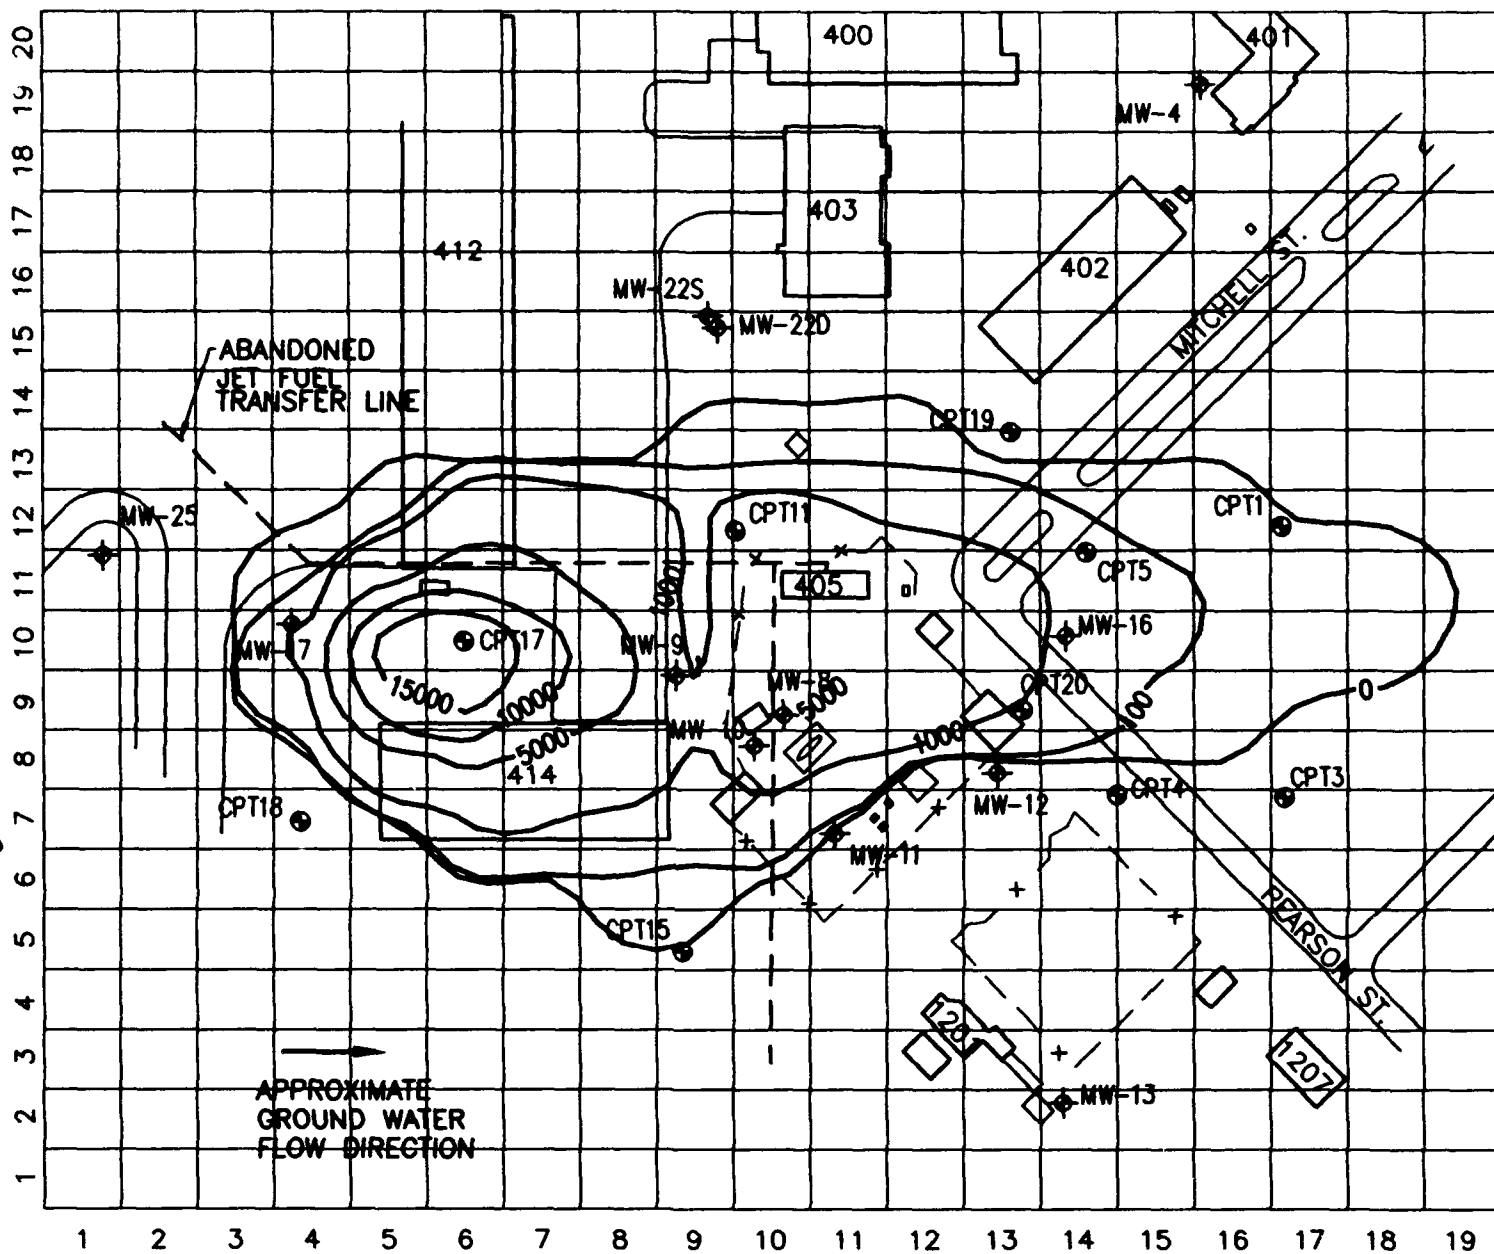 20
19
18
17
16
15
14
13
12
11
10
9
8
7
6
5
4
3
2
1
400
401
MW-4
403
412
402
MITCHELL ST.
MW-22S
MW-22D
ABANDONED
JET FUEL
TRANSFER LINE
CPT19
MW-25
CPT11
CPT1
CPT5
405
1000
MW-17
CPT17
MW-9
MW-16
MW-8
CPT20
15000
10000
5000
5000
MW-10
1000
100
0
414
CPT18
MW-12
CPT4
CPT3
MW-11
CPT15
PEARSON ST.
120
1207
APPROXIMATE
GROUND WATER
FLOW DIRECTION
MW-13
1 2 3 4 5 6 7 8 9 10 11 12 13 14 15 16 17 18 19